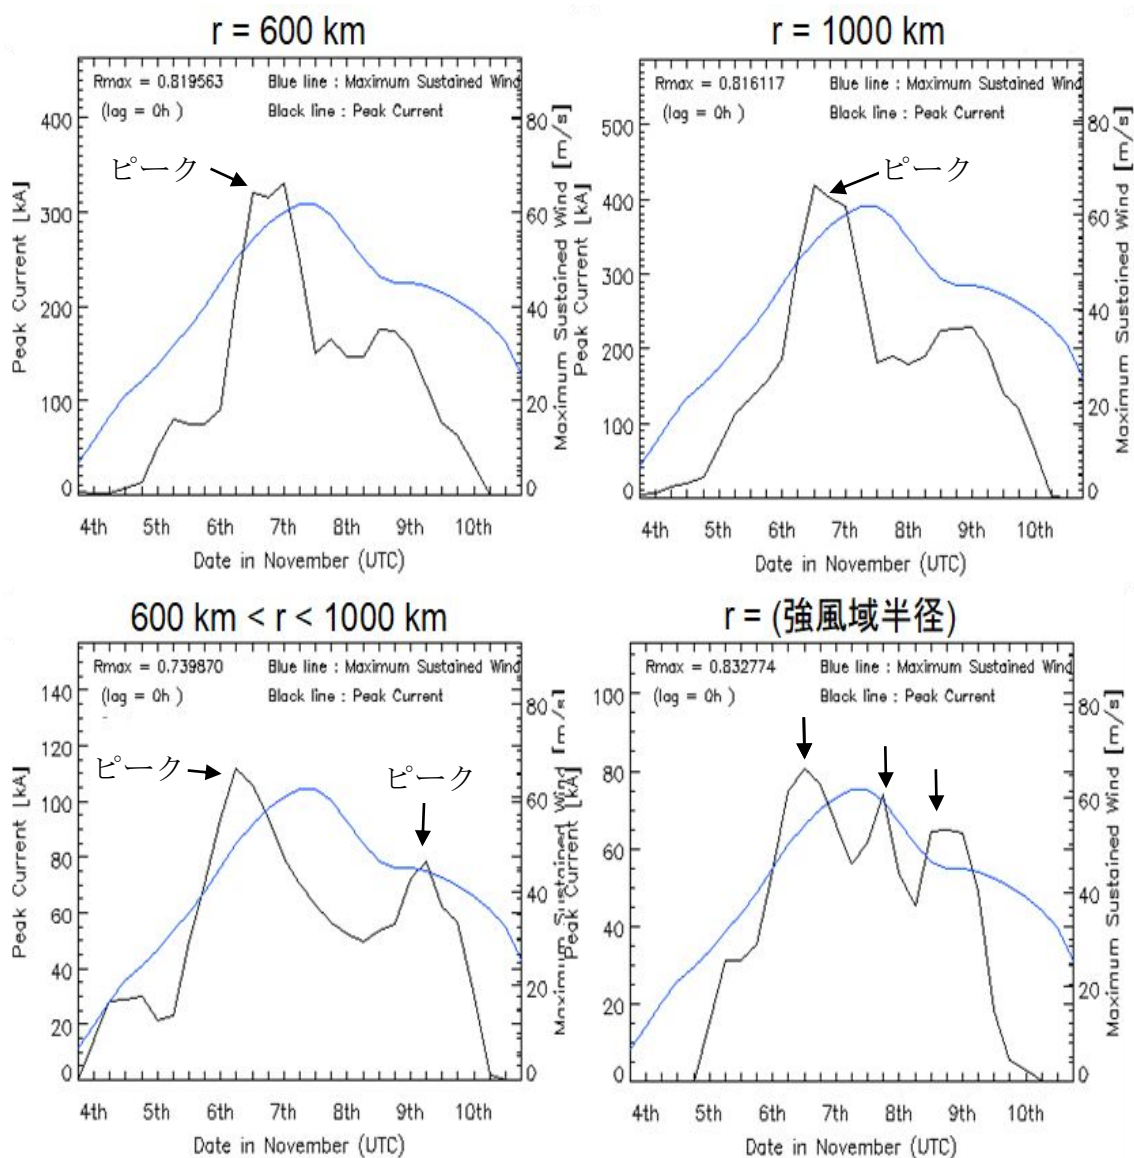 r = 600 km
Rmax = 0.819563 Blue line : Maximum Sustained Wind
(lag = 0h ) Black line : Peak Current
ピーク
Peak Current [kA]
400
300
200
100
0
80
60
40
20
0
Maximum Sustained Wind [m/s]
4th 5th 6th 7th 8th 9th 10th
Date in November (UTC)
r = 1000 km
Rmax = 0.816117 Blue line : Maximum Sustained Wind
(lag = 0h ) Black line : Peak Current
ピーク
Peak Current [kA]
500
400
300
200
100
0
80
60
40
20
0
Maximum Sustained Wind [m/s]
4th 5th 6th 7th 8th 9th 10th
Date in November (UTC)
600 km < r < 1000 km
Rmax = 0.739870 Blue line : Maximum Sustained Wind
(lag = 0h ) Black line : Peak Current
ピーク
ピーク
Peak Current [kA]
140
120
100
80
60
40
20
0
80
60
40
20
0
Maximum Sustained Wind [m/s]
4th 5th 6th 7th 8th 9th 10th
Date in November (UTC)
r = (強風域半径)
Rmax = 0.832774 Blue line : Maximum Sustained Wind
(lag = 0h ) Black line : Peak Current
Peak Current [kA]
100
80
60
40
20
0
80
60
40
20
0
Maximum Sustained Wind [m/s]
4th 5th 6th 7th 8th 9th 10th
Date in November (UTC)